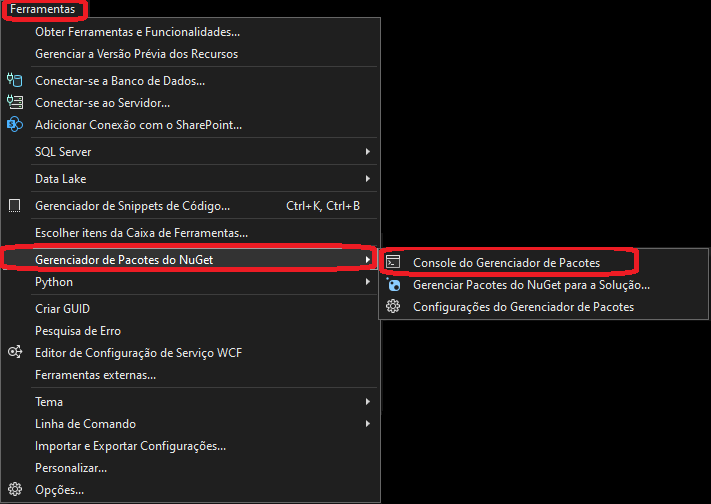 Ferramentas
Obter Ferramentas e Funcionalidades...
Gerenciar a Versão Prévia dos Recursos
Conectar-se a Banco de Dados...
Conectar-se ao Servidor...
Adicionar Conexão com o SharePoint...
SQL Server
Data Lake
Gerenciador de Snippets de Código... Ctrl+K, Ctrl+B
Escolher itens da Caixa de Ferramentas...
Gerenciador de Pacotes do NuGet
Console do Gerenciador de Pacotes
Gerenciar Pacotes do NuGet para a Solução...
Configurações do Gerenciador de Pacotes
Python
Criar GUID
Pesquisa de Erro
Editor de Configuração de Serviço WCF
Ferramentas externas...
Tema
Linha de Comando
Importar e Exportar Configurações...
Personalizar...
Opções...